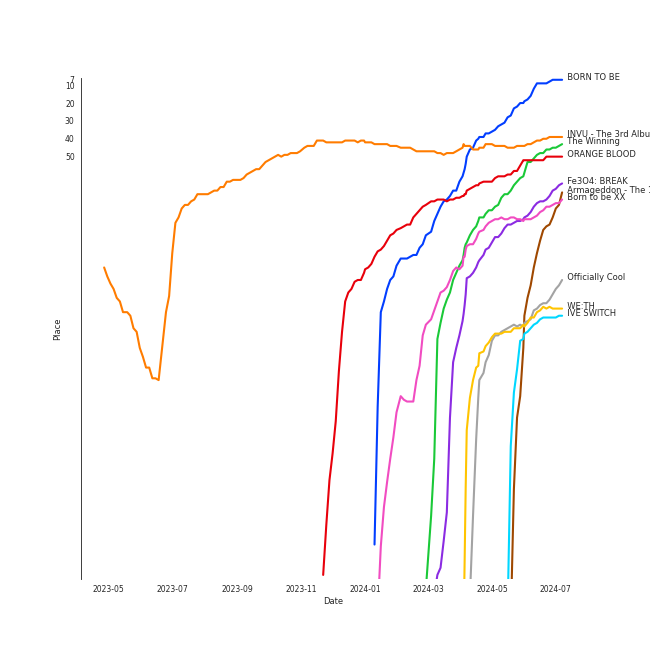 7
10
20
30
40
50
Place
BORN TO BE
INVU - The 3rd Albu
The Winning
ORANGE BLOOD
Fe3O4: BREAK
Armageddon - The
Born to be XX
Officially Cool
WE:TH
IVE SWITCH
2023-05
2023-07
2023-09
2023-11
2024-01
2024-03
2024-05
2024-07
Date